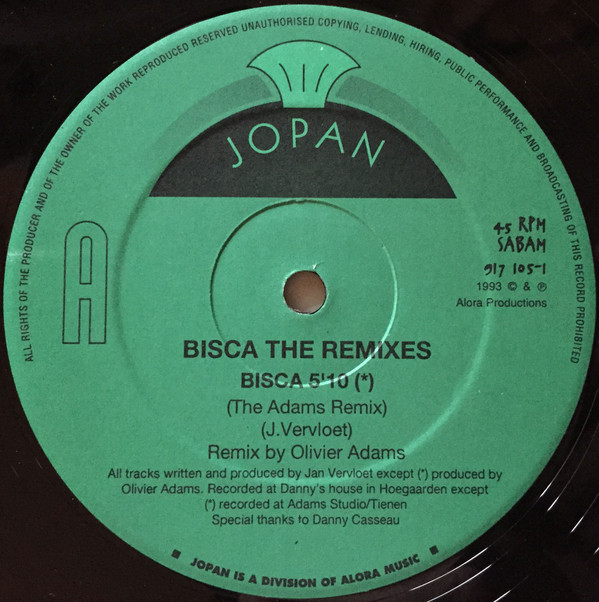 ALL RIGHTS OF THE PRODUCER AND OF THE OWNER OF THE WORK REPRODUCED RESERVED UNAUTHORISED COPYING, LENDING, HIRING, PUBLIC PERFORMANCE AND BROADCASTING OF THIS RECORD PROHIBITED
JOPAN
A
45 RPM
SABAM
917 105-1
1993 © & ℗
Alora Productions
BISCA THE REMIXES
BISCA 5'10 (*)
(The Adams Remix)
(J.Vervloet)
Remix by Olivier Adams
All tracks written and produced by Jan Vervloet except (*) produced by
Olivier Adams. Recorded at Danny's house in Hoegaarden except
(*) recorded at Adams Studio/Tienen
Special thanks to Danny Casseau
■ JOPAN IS A DIVISION OF ALORA MUSIC ■